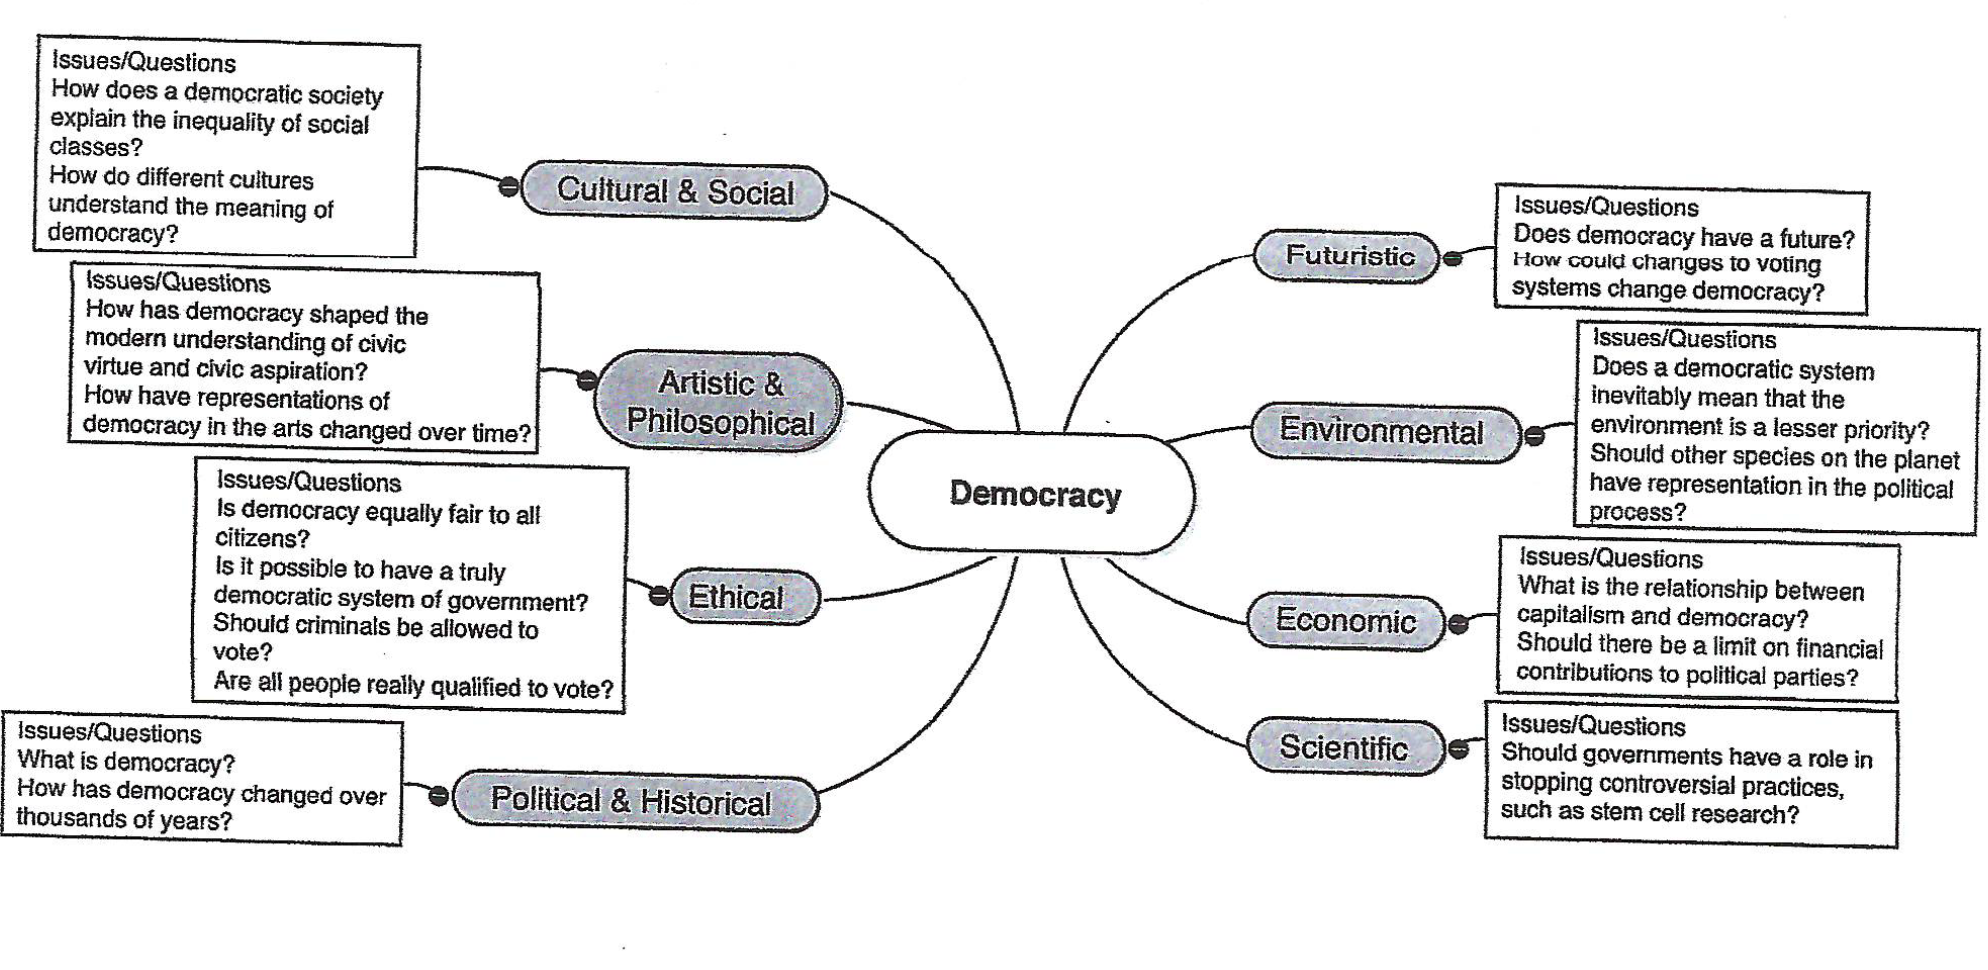 Issues/Questions
How does a democratic society
explain the inequality of social
classes?
How do different cultures
understand the meaning of
democracy?
Cultural & Social
Issues/Questions
How has democracy shaped the
modern understanding of civic
virtue and civic aspiration?
How have representations of
democracy in the arts changed over time?
Artistic &
Philosophical
Issues/Questions
Is democracy equally fair to all
citizens?
Is it possible to have a truly
democratic system of government?
Should criminals be allowed to
vote?
Are all people really qualified to vote?
Ethical
Issues/Questions
What is democracy?
How has democracy changed over
thousands of years?
Political & Historical
Democracy
Futuristic
Issues/Questions
Does democracy have a future?
How could changes to voting
systems change democracy?
Environmental
Issues/Questions
Does a democratic system
inevitably mean that the
environment is a lesser priority?
Should other species on the planet
have representation in the political
process?
Economic
Issues/Questions
What is the relationship between
capitalism and democracy?
Should there be a limit on financial
contributions to political parties?
Scientific
Issues/Questions
Should governments have a role in
stopping controversial practices,
such as stem cell research?